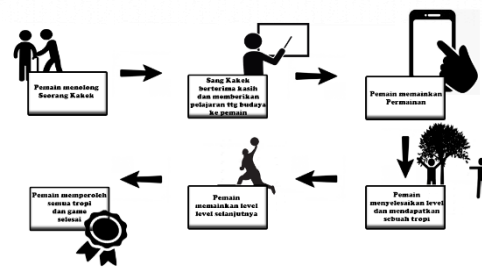 Pemain menolong
Seorang Kakek
Sang Kakek
berterima kasih
dan memberikan
pelajaran ttg budaya
ke pemain
Pemain memainkan
Permainan
Pemain
menyelesaikan level
dan mendapatkan
sebuah tropi
Pemain
memainkan level
level selanjutnya
Pemain memperoleh
semua tropi
dan game
selesai